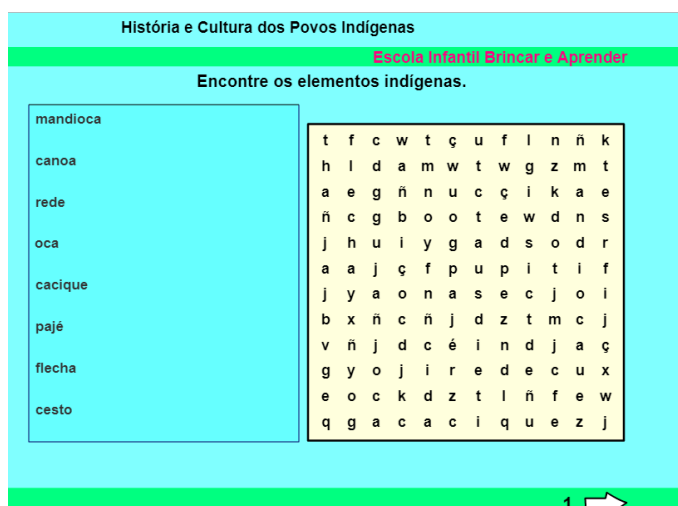 História e Cultura dos Povos Indígenas
Escola Infantil Brincar e Aprender
Encontre os elementos indígenas.
mandioca
canoa
rede
oca
cacique
pajé
flecha
cesto
t f c w t ç u f l n ñ k
h l d a m w t w g z m t
a e g ñ n u c ç i k a e
ñ c g b o o t e w d n s
j h u i y g a d s o d r
a a j ç f p u p i t i f
j y a o n a s e c j o i
b x ñ c ñ j d z t m c j
v ñ j d c é i n d j a ç
g y o j i r e d e c u x
e o c k d z t l ñ f e w
q g a c a c i q u e z j
1